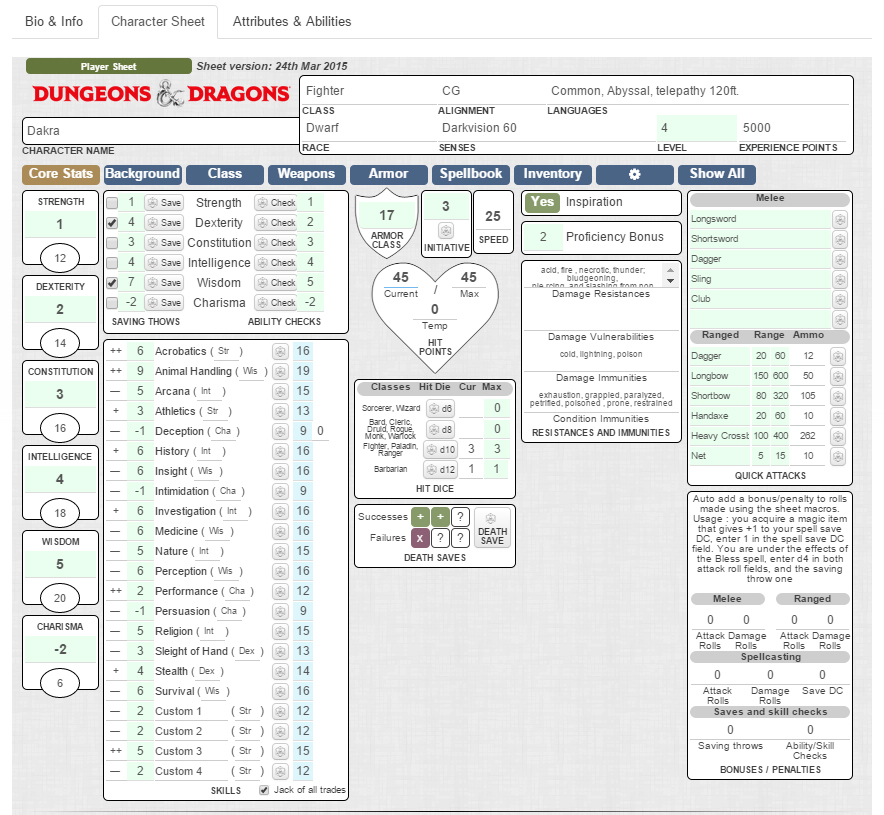 Bio & Info Character Sheet Attributes & Abilities
Player Sheet Sheet version: 24th Mar 2015
DUNGEONS & DRAGONS
Fighter CG Common, Abyssal, telepathy 120ft.
CLASS ALIGNMENT LANGUAGES
Dakra
CHARACTER NAME
Dwarf Darkvision 60 4 5000
RACE SENSES LEVEL EXPERIENCE POINTS
Core Stats Background Class Weapons Armor Spellbook Inventory Show All
STRENGTH
1
12
DEXTERITY
2
14
CONSTITUTION
3
16
INTELLIGENCE
4
18
WISDOM
5
20
CHARISMA
-2
6
1 Save Strength Check 1
4 Save Dexterity Check 2
3 Save Constitution Check 3
4 Save Intelligence Check 4
7 Save Wisdom Check 5
-2 Save Charisma Check -2
SAVING THOWS ABILITY CHECKS
++ 6 Acrobatics ( Str ) 16
++ 9 Animal Handling ( Wis ) 19
— 5 Arcana ( Int ) 15
+ 3 Athletics ( Str ) 13
— -1 Deception ( Cha ) 9 0
+ 6 History ( Int ) 16
— 6 Insight ( Wis ) 16
— -1 Intimidation ( Cha ) 9
+ 6 Investigation ( Int ) 16
— 6 Medicine ( Wis ) 16
— 5 Nature ( Int ) 15
— 6 Perception ( Wis ) 16
++ 2 Performance ( Cha ) 12
— -1 Persuasion ( Cha ) 9
— 5 Religion ( Int ) 15
— 3 Sleight of Hand ( Dex ) 13
+ 4 Stealth ( Dex ) 14
— 6 Survival ( Wis ) 16
— 2 Custom 1 ( Str ) 12
— 2 Custom 2 ( Str ) 12
++ 5 Custom 3 ( Str ) 15
— 2 Custom 4 ( Str ) 12
SKILLS Jack of all trades
17
ARMOR
CLASS
3
INITIATIVE
25
SPEED
45 / 45
Current Max
0
Temp
HIT
POINTS
Classes Hit Die Cur Max
Sorcerer, Wizard d6 0
Bard, Cleric,
Druid, Rogue,
Monk, Warlock d8 0
Fighter, Paladin,
Ranger d10 3 3
Barbarian d12 1 1
HIT DICE
Successes + + ?
Failures x ? ?
DEATH
SAVE
DEATH SAVES
Yes Inspiration
2 Proficiency Bonus
acid, fire , necrotic, thunder;
bludgeoning,
Damage Resistances
Damage Vulnerabilities
cold, lightning, poison
Damage Immunities
exhaustion, grappled, paralyzed,
petrified, poisoned , prone, restrained
Condition Immunities
RESISTANCES AND IMMUNITIES
Melee
Longsword
Shortsword
Dagger
Sling
Club
Ranged Range Ammo
Dagger 20 60 12
Longbow 150 600 50
Shortbow 80 320 105
Handaxe 20 60 10
Heavy Crossb 100 400 262
Net 5 15 10
QUICK ATTACKS
Auto add a bonus/penalty to rolls
made using the sheet macros.
Usage : you acquire a magic item
that gives +1 to your spell save
DC, enter 1 in the spell save DC
field. You are under the effects of
the Bless spell, enter d4 in both
attack roll fields, and the saving
throw one
Melee Ranged
0 0 0 0
Attack Damage Attack Damage
Rolls Rolls Rolls Rolls
Spellcasting
0 0 0
Attack Damage Save DC
Rolls Rolls
Saves and skill checks
0 0
Saving throws Ability/Skill
Checks
BONUSES / PENALTIES